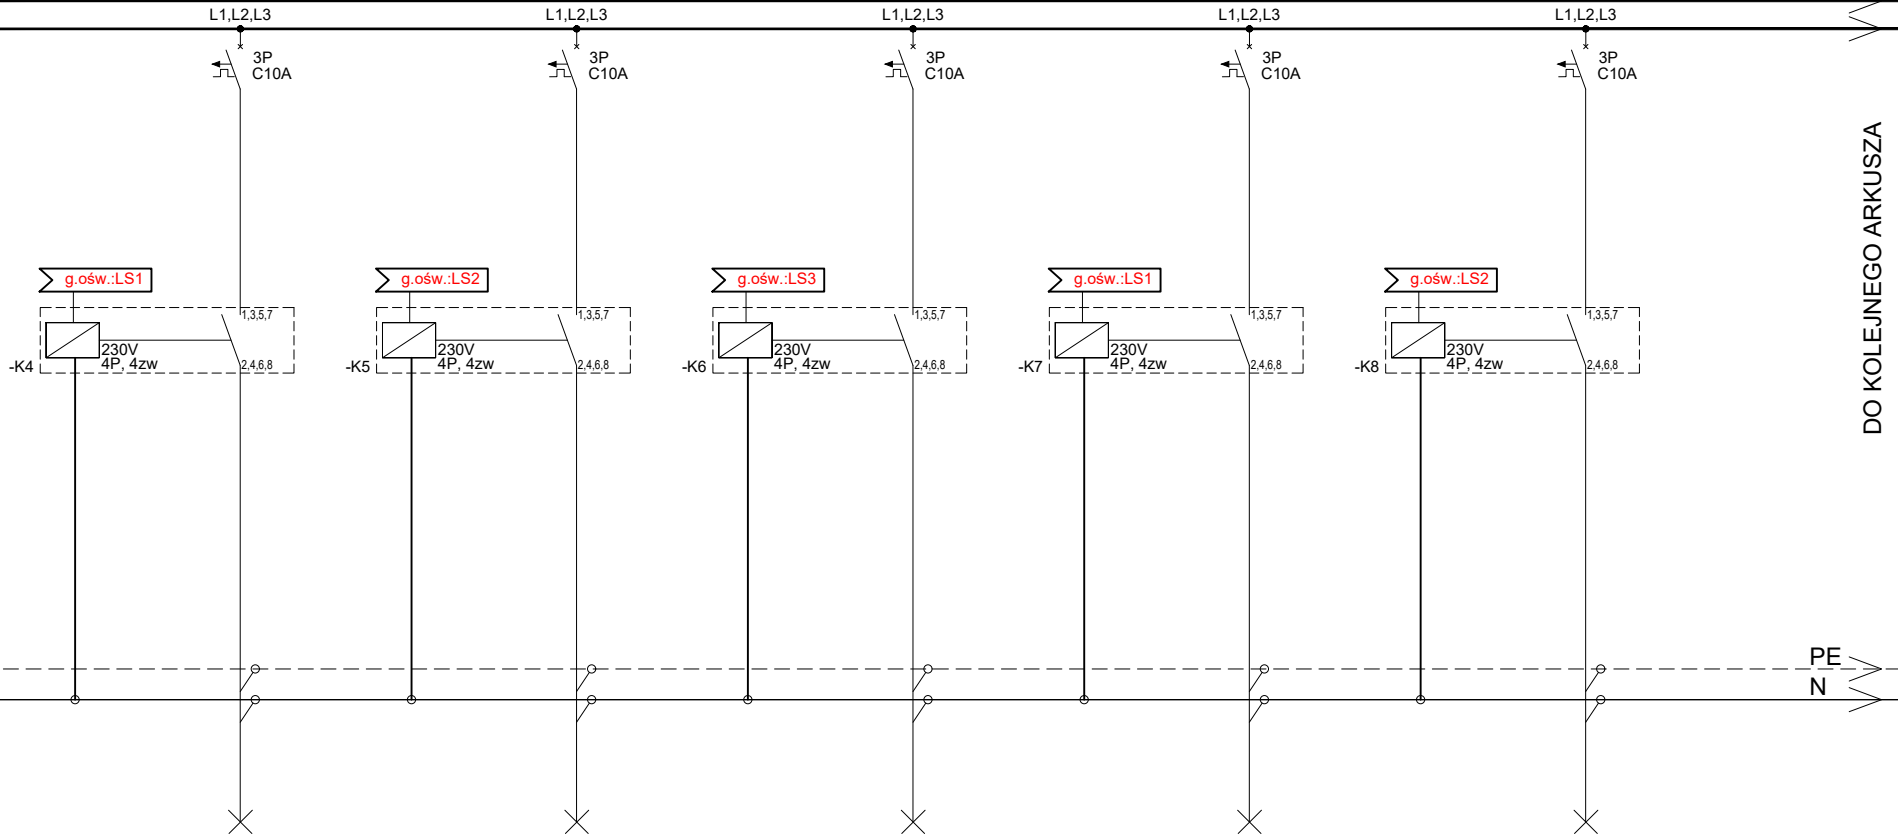 L1,L2,L3
L1,L2,L3
L1,L2,L3
L1,L2,L3
L1,L2,L3
3P
C10A
3P
C10A
3P
C10A
3P
C10A
3P
C10A
DO KOLEJNEGO ARKUSZA
g.ośw.:LS1
g.ośw.:LS2
g.ośw.:LS3
g.ośw.:LS1
g.ośw.:LS2
-K4
230V
4P, 4zw
1,3,5,7
2,4,6,8
-K5
230V
4P, 4zw
1,3,5,7
2,4,6,8
-K6
230V
4P, 4zw
1,3,5,7
2,4,6,8
-K7
230V
4P, 4zw
1,3,5,7
2,4,6,8
-K8
230V
4P, 4zw
1,3,5,7
2,4,6,8
PE
N